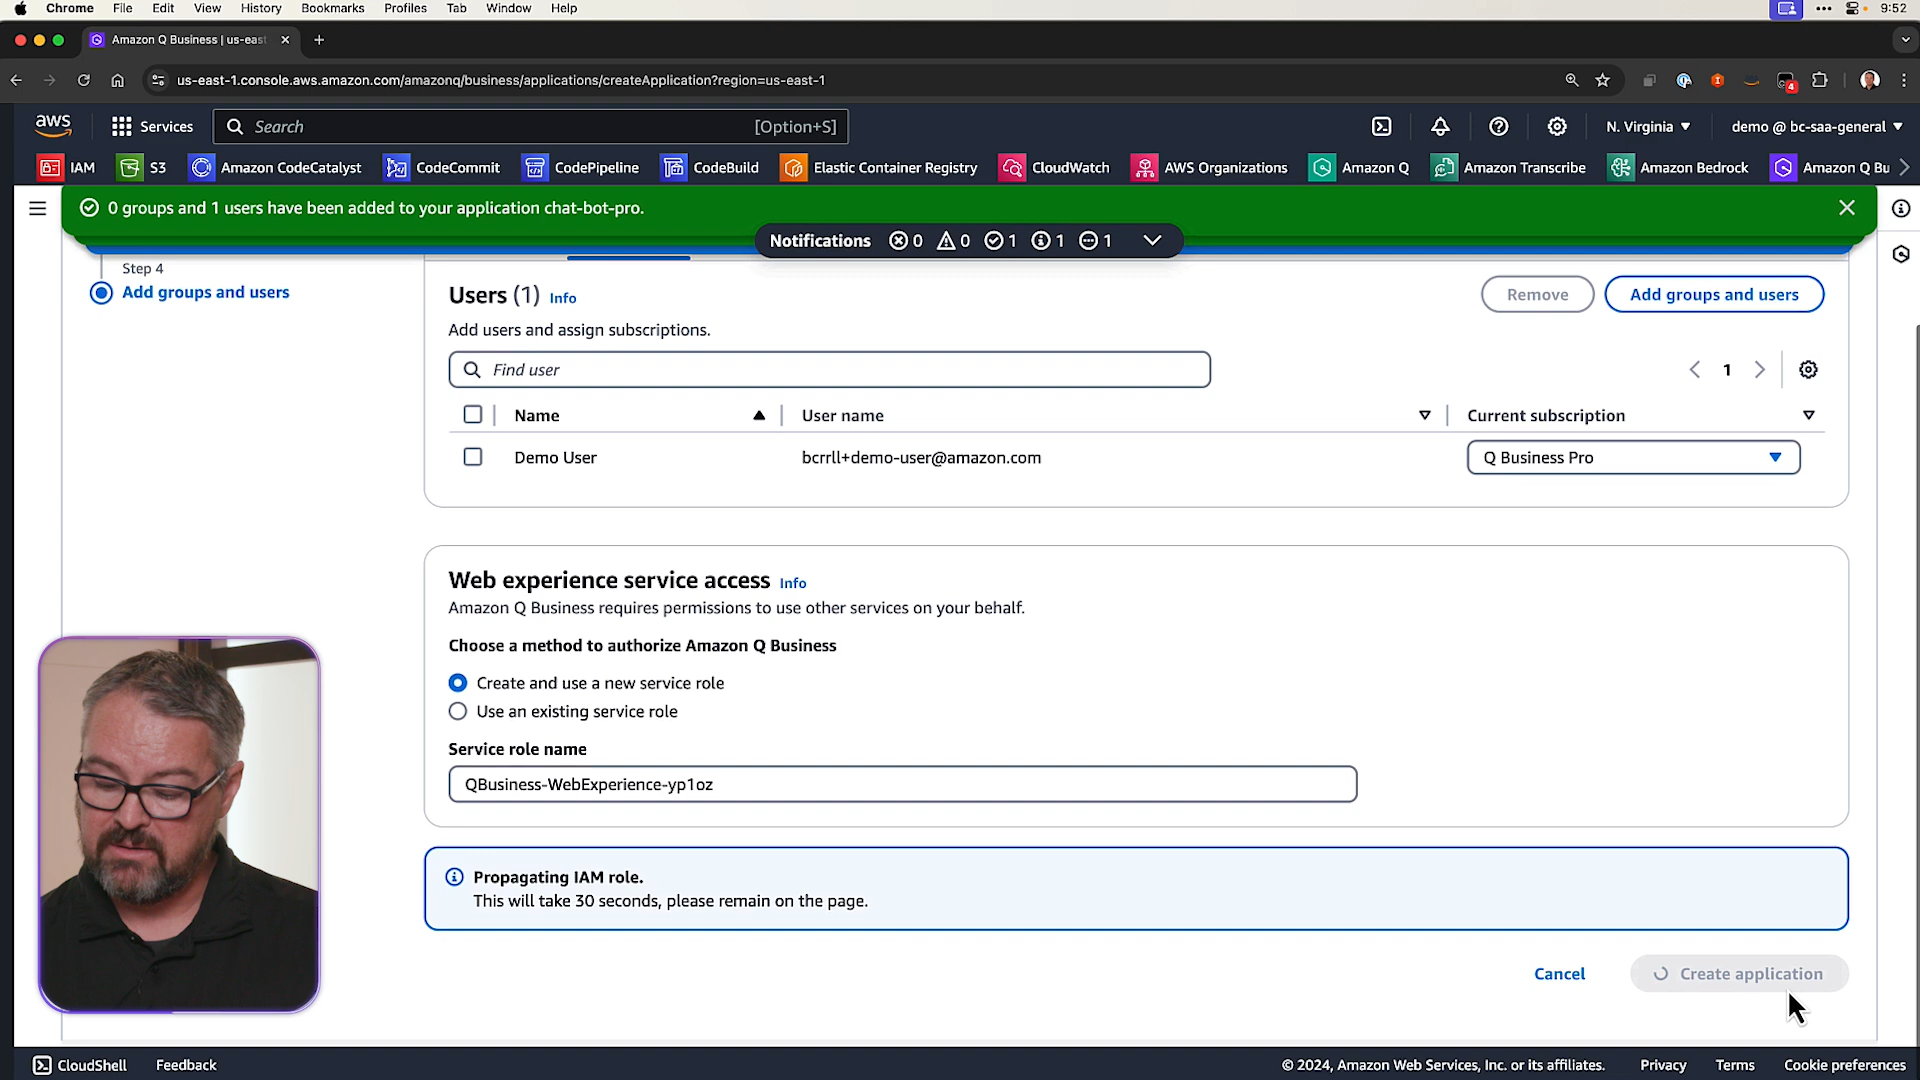 Chrome File Edit View History Bookmarks Profiles Tab Window Help 9:52
Amazon Q Business | us-eas
us-east-1.console.aws.amazon.com/amazonq/business/applications/createApplication?region=us-east-1
4
aws Services Search [Option+S] N. Virginia demo @ bc-saa-general
IAM S3 Amazon CodeCatalyst CodeCommit CodePipeline CodeBuild Elastic Container Registry CloudWatch AWS Organizations Amazon Q Amazon Transcribe Amazon Bedrock Amazon Q Bu
0 groups and 1 users have been added to your application chat-bot-pro.
Notifications 0 0 1 1 1
Step 4
Add groups and users
Users (1) Info
Remove Add groups and users
Add users and assign subscriptions.
Find user
1
Name User name Current subscription
Demo User bcrrll+demo-user@amazon.com Q Business Pro
Web experience service access Info
Amazon Q Business requires permissions to use other services on your behalf.
Choose a method to authorize Amazon Q Business
Create and use a new service role
Use an existing service role
Service role name
QBusiness-WebExperience-yp1oz
Propagating IAM role.
This will take 30 seconds, please remain on the page.
Cancel Create application
CloudShell Feedback © 2024, Amazon Web Services, Inc. or its affiliates. Privacy Terms Cookie preferences